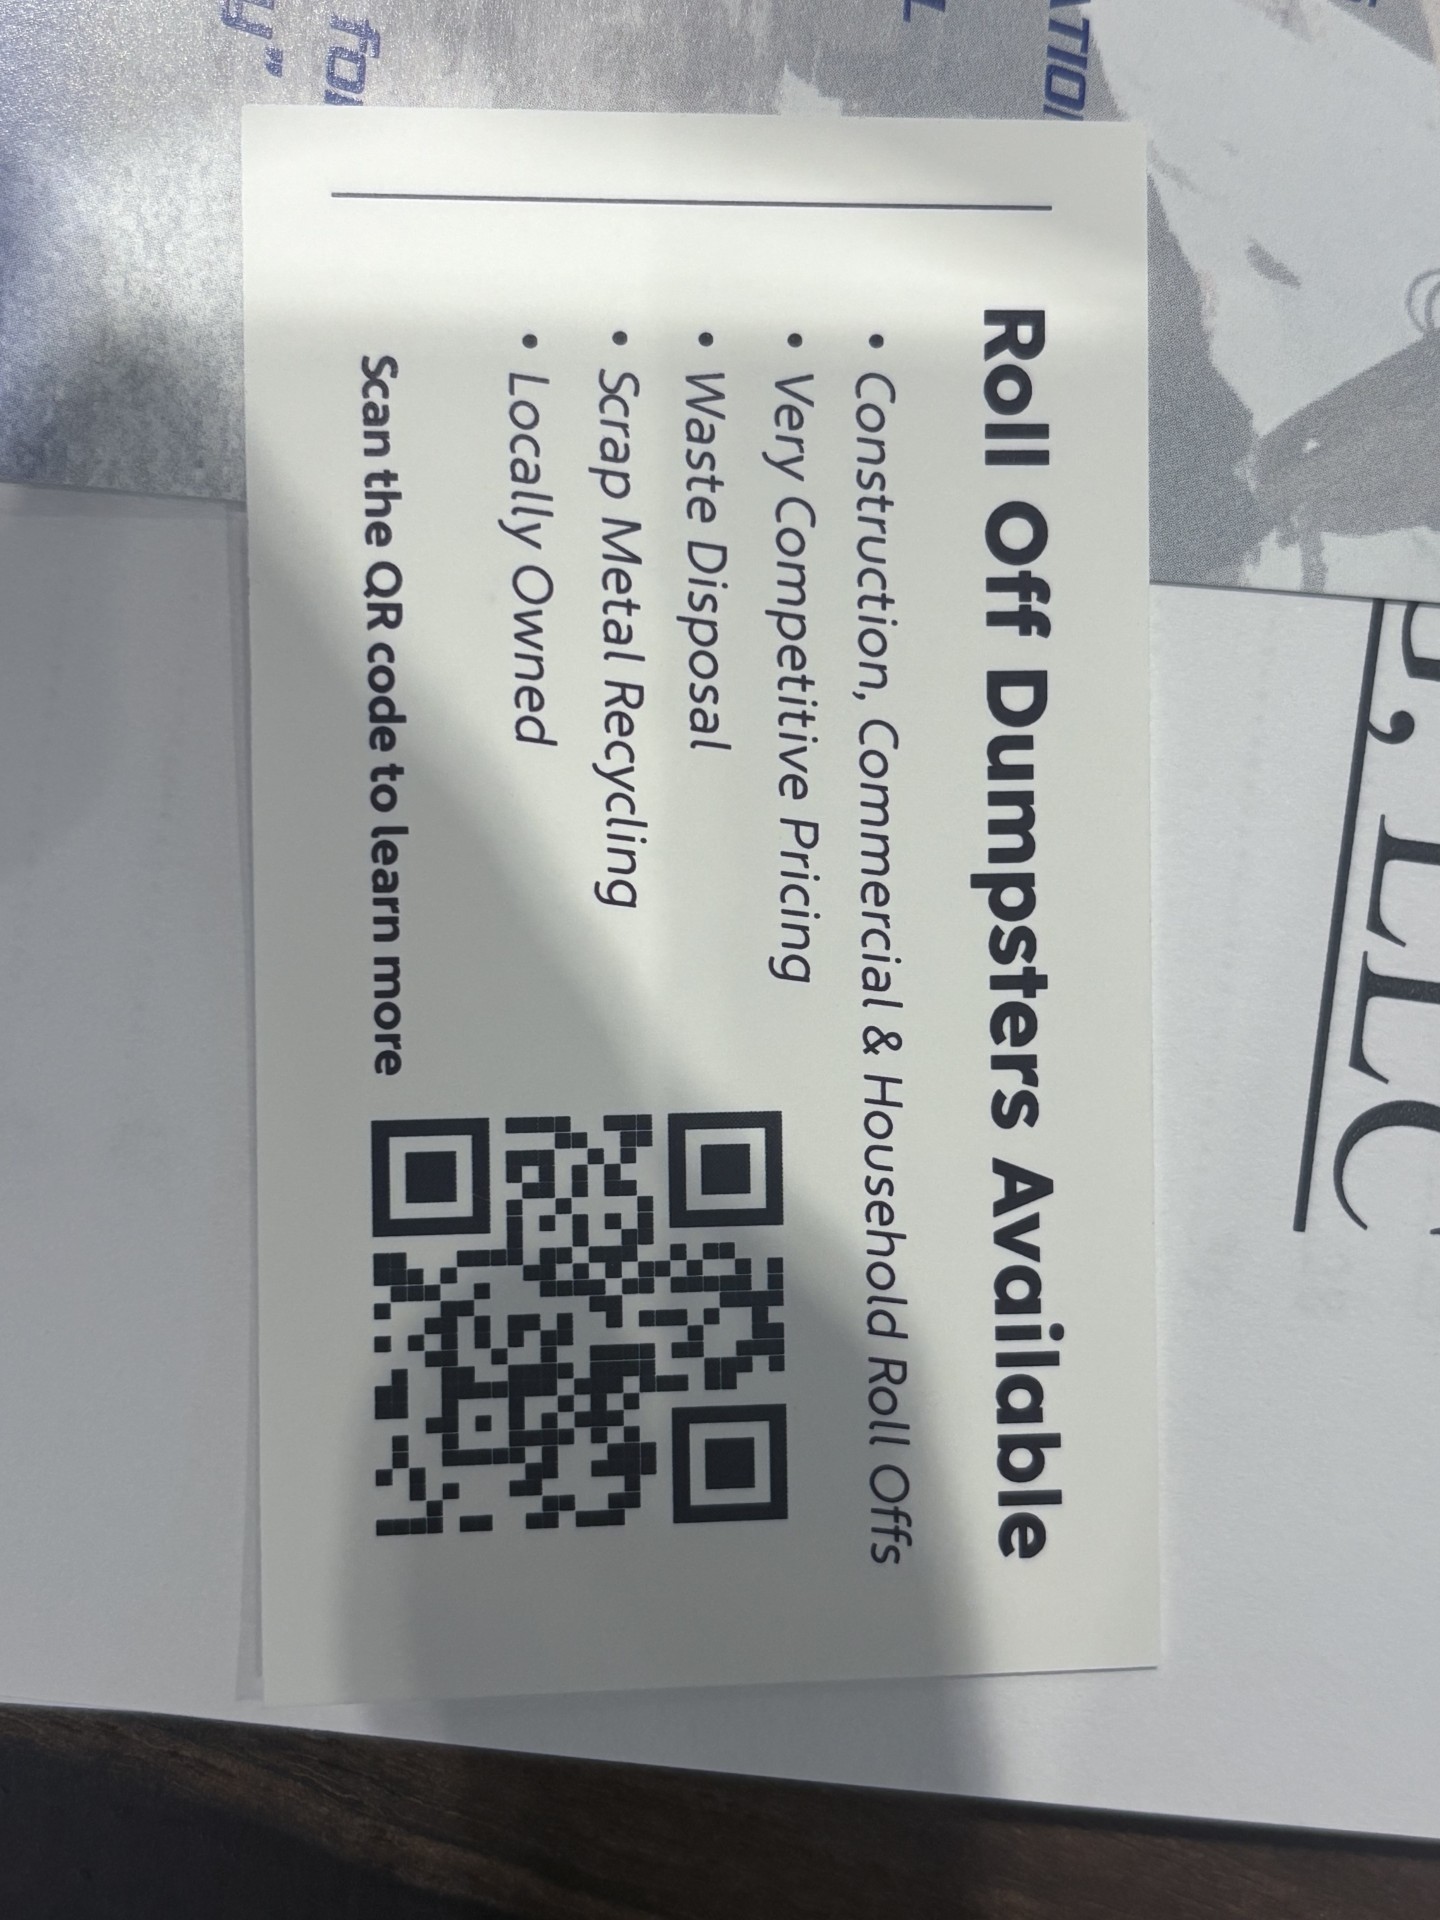 Roll Off Dumpsters Available
• Construction, Commercial & Household Roll Offs
• Very Competitive Pricing
• Waste Disposal
• Scrap Metal Recycling
• Locally Owned
Scan the QR code to learn more
, LLC